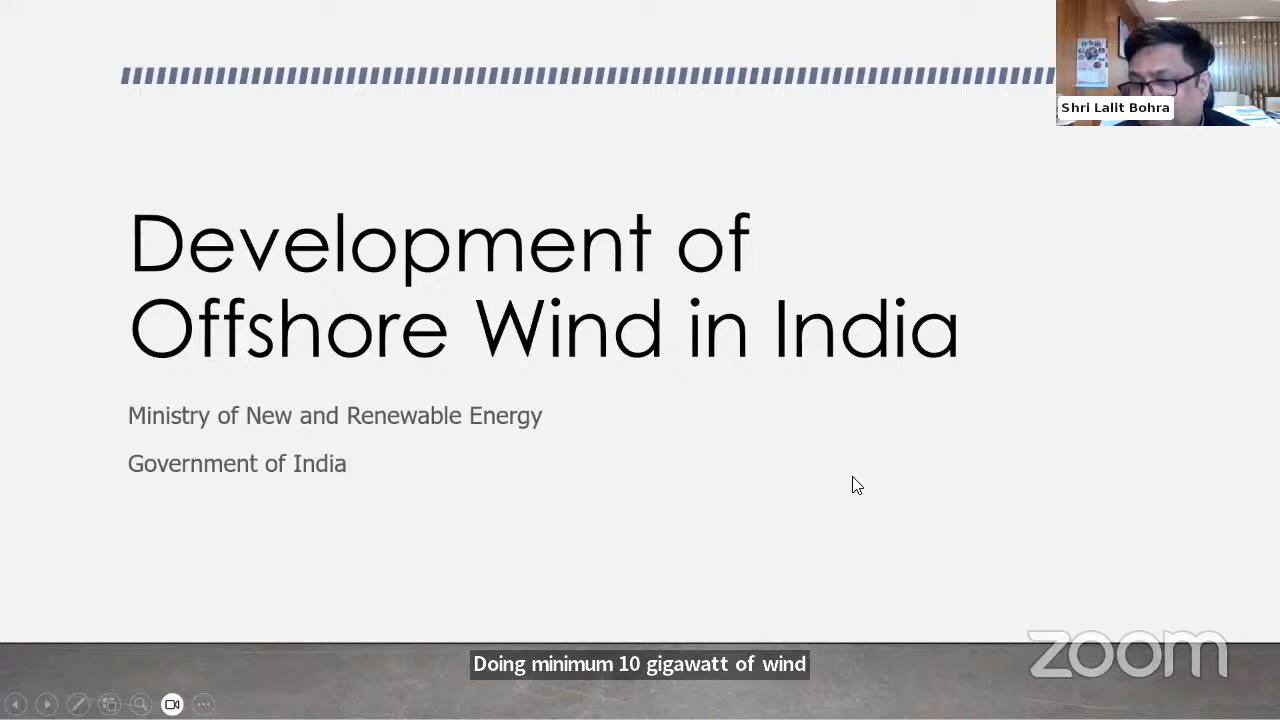 Shri Lalit Bohra
Development of
Offshore Wind in India
Ministry of New and Renewable Energy
Government of India
zoom
Doing minimum 10 gigawatt of wind